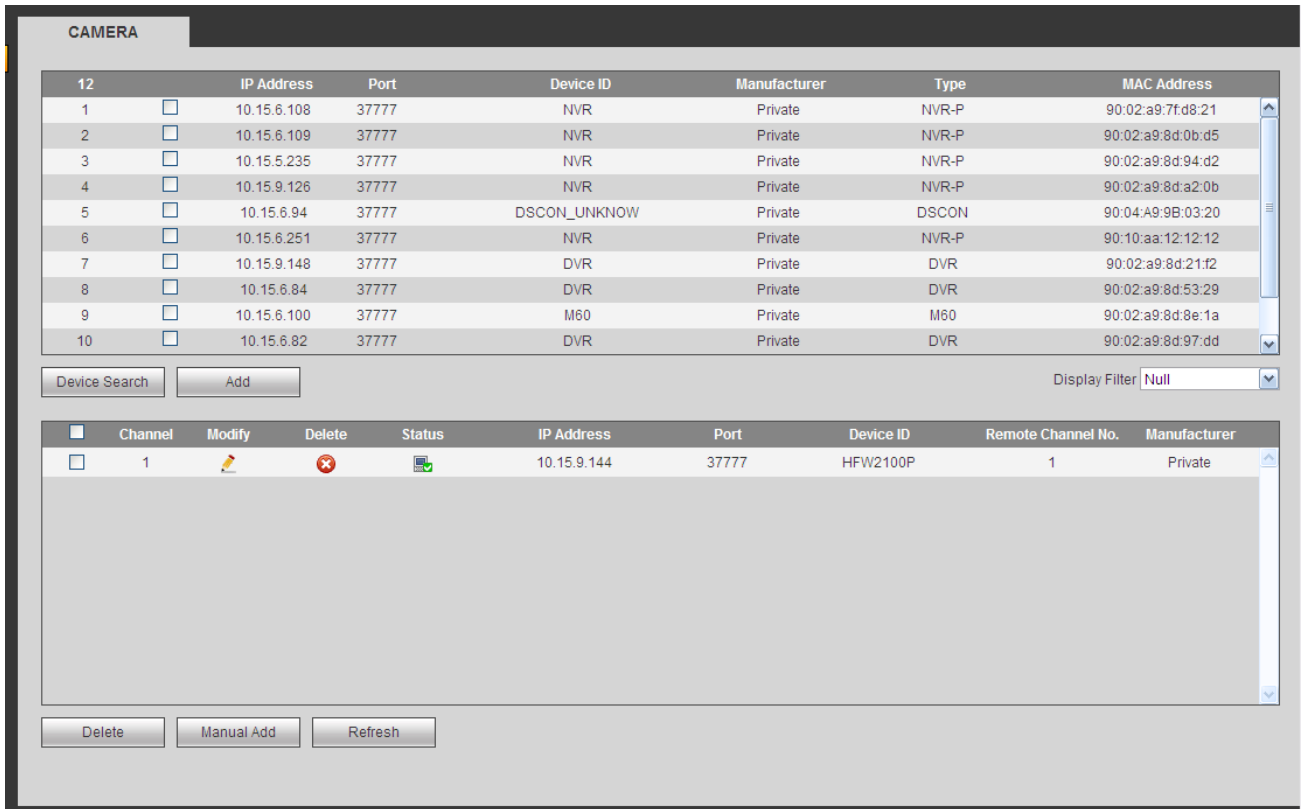 CAMERA
12 IP Address Port Device ID Manufacturer Type MAC Address
1 10.15.6.108 37777 NVR Private NVR-P 90:02:a9:7f:d8:21
2 10.15.6.109 37777 NVR Private NVR-P 90:02:a9:8d:0b:d5
3 10.15.5.235 37777 NVR Private NVR-P 90:02:a9:8d:94:d2
4 10.15.9.126 37777 NVR Private NVR-P 90:02:a9:8d:a2:0b
5 10.15.6.94 37777 DSCON_UNKNOW Private DSCON 90:04:A9:9B:03:20
6 10.15.6.251 37777 NVR Private NVR-P 90:10:aa:12:12:12
7 10.15.9.148 37777 DVR Private DVR 90:02:a9:8d:21:f2
8 10.15.6.84 37777 DVR Private DVR 90:02:a9:8d:53:29
9 10.15.6.100 37777 M60 Private M60 90:02:a9:8d:8e:1a
10 10.15.6.82 37777 DVR Private DVR 90:02:a9:8d:97:dd
Device Search Add Display Filter Null
Channel Modify Delete Status IP Address Port Device ID Remote Channel No. Manufacturer
1 10.15.9.144 37777 HFW2100P 1 Private
Delete Manual Add Refresh